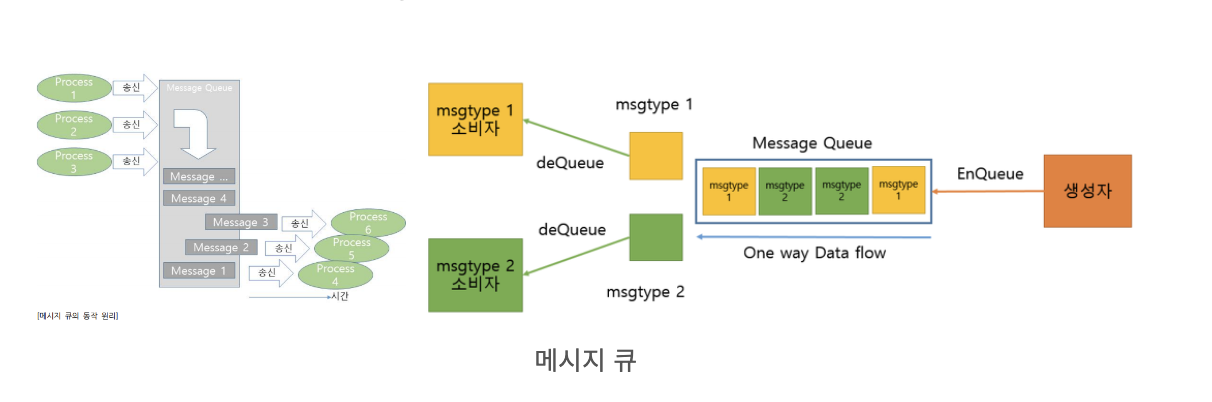 Process
1
송신
Process
2
송신
Process
3
송신
Message Queue
Message ...
Message 4
Message 3
송신
Process
6
Message 2
송신
Process
5
Message 1
송신
Process
4
시간
[메시지 큐의 동작 원리]
msgtype 1
소비자
deQueue
msgtype 1
msgtype 2
소비자
deQueue
msgtype 2
Message Queue
msgtype
1
msgtype
2
msgtype
2
msgtype
1
One way Data flow
EnQueue
생성자
메시지 큐